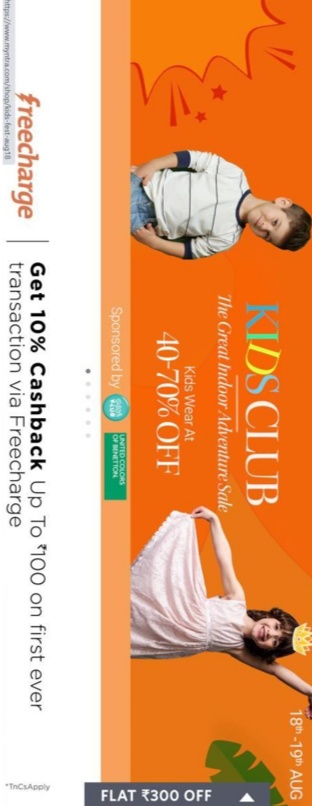 18th -19th AUG
KIDS CLUB
The Great Indoor Adventure Sale
Kids Wear At
40-70% OFF
FLAT ₹300 OFF
Sponsored by
UNITED COLORS
OF BENETTON.
freecharge
Get 10% Cashback Up To ₹100 on first ever
transaction via Freecharge
*TnCsApply
https://www.myntra.com/shop/kids-fest-aug18